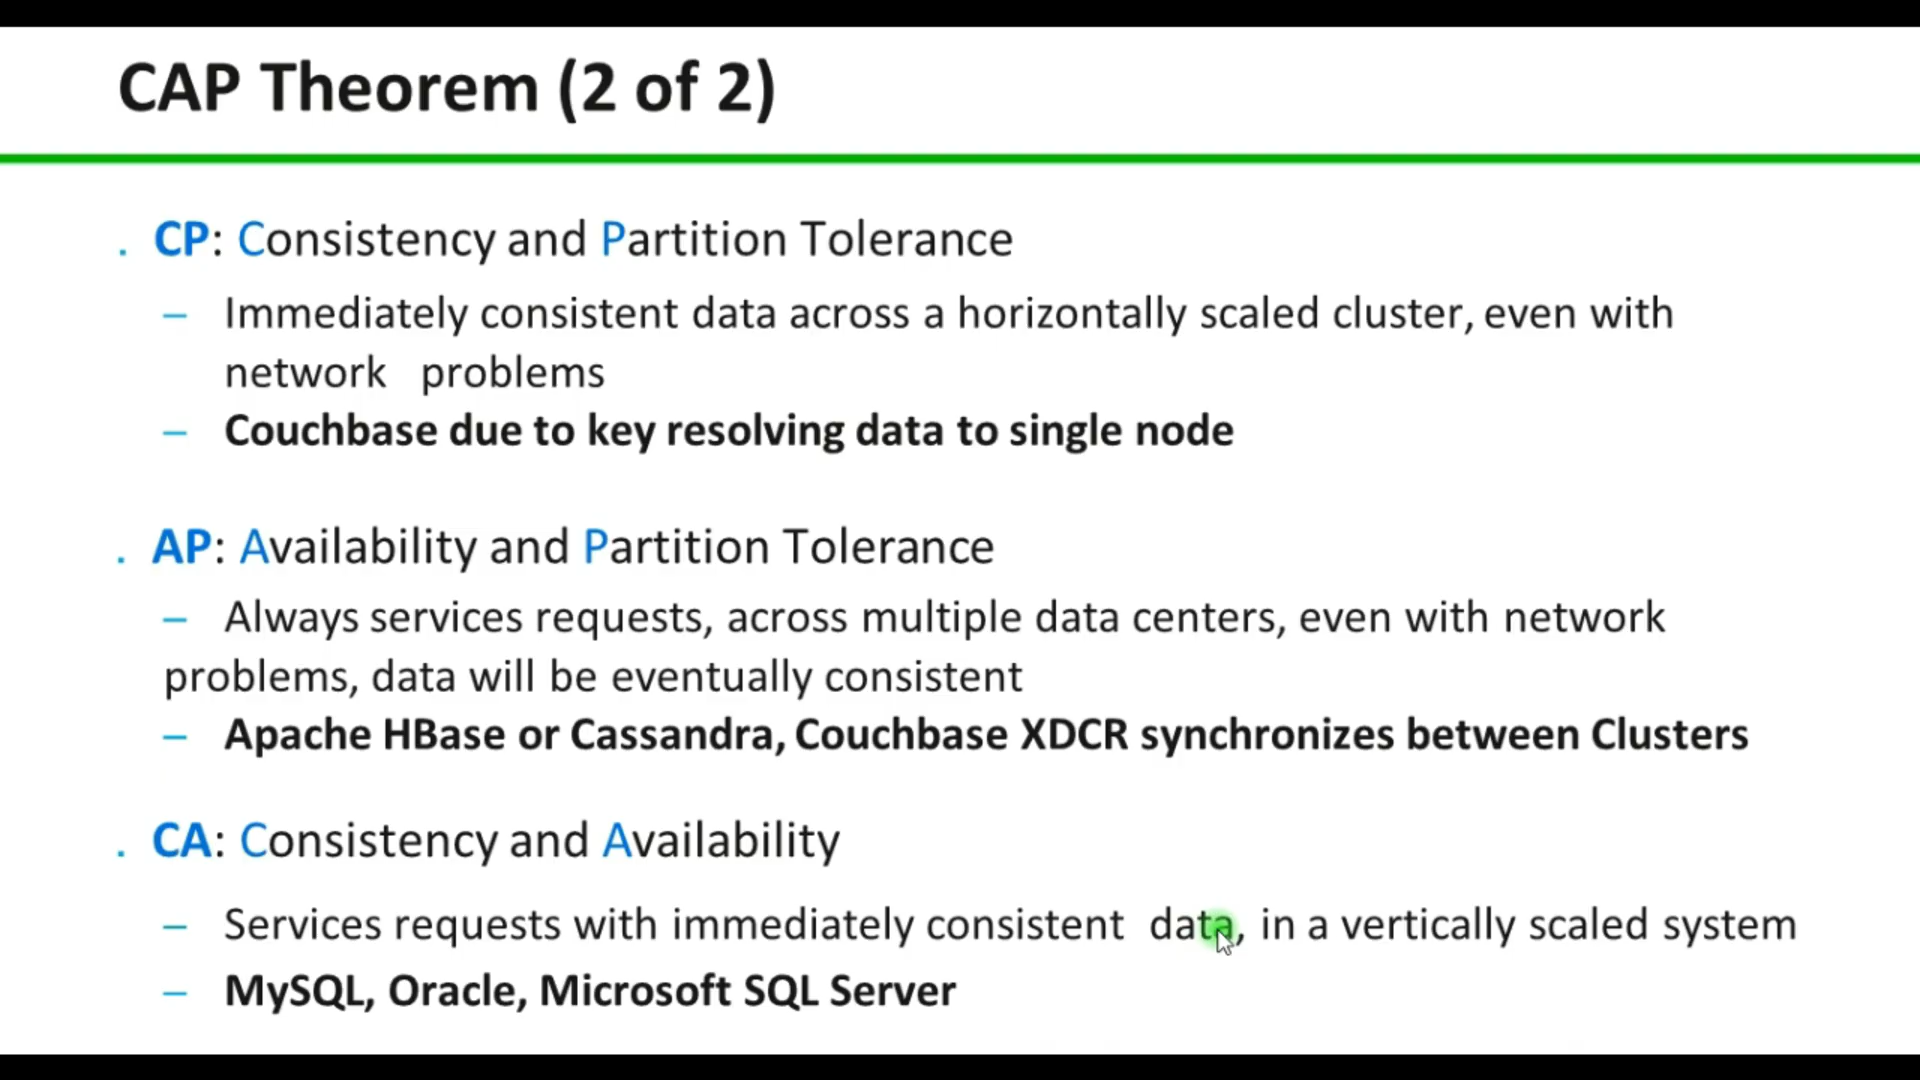 CAP Theorem (2 of 2)
. CP: Consistency and Partition Tolerance
– Immediately consistent data across a horizontally scaled cluster, even with
network problems
– Couchbase due to key resolving data to single node
. AP: Availability and Partition Tolerance
– Always services requests, across multiple data centers, even with network
problems, data will be eventually consistent
– Apache HBase or Cassandra, Couchbase XDCR synchronizes between Clusters
. CA: Consistency and Availability
– Services requests with immediately consistent data, in a vertically scaled system
– MySQL, Oracle, Microsoft SQL Server